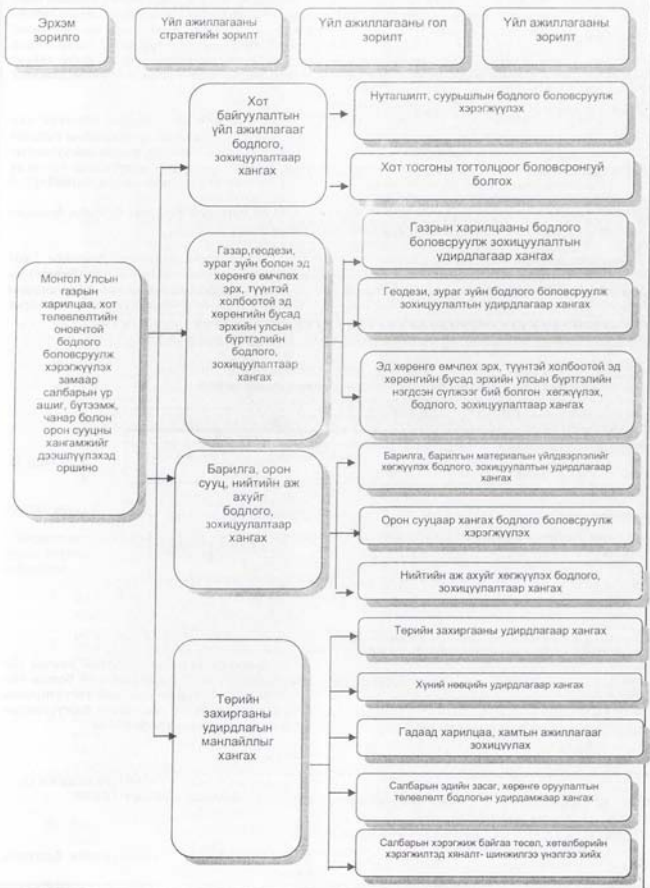 Эрхэм
зорилго
Үйл ажиллагааны
стратегийн зорилт
Үйл ажиллагааны гол
зорилт
Үйл ажиллагааны
зорилт
Монгол Улсын
газрын
харилцаа, хот
төлөвлөлтийн
оновчтой
бодлого
боловсруулж
хэрэгжүүлэх
замаар
салбарын үр
ашиг, бүтээмж,
чанар болон
орон сууцны
хангамжийг
дээшлүүлэхэд
оршино
Хот
байгуулалтын
үйл ажиллагааг
бодлого,
зохицуулалтаар
хангах
Нутагшилт, суурьшлын бодлого боловсруулж
хэрэгжүүлэх
Хот тосгоны тогтолцоог боловсронгуй
болгох
Газар,геодези,
зураг зүйн болон эд
хөрөнгө өмчлөх
эрх, түүнтэй
холбоотой эд
хөрөнгийн бусад
эрхийн улсын
бүртгэлийн
бодлого,
зохицуулалтаар
хангах
Газрын харилцааны бодлого
боловсруулж зохицуулалтын
удирдлагаар хангах
Геодези, зураг зүйн бодлого боловсруулж
зохицуулалтын удирдлагаар хангах
Эд хөрөнгө өмчлөх эрх, түүнтэй холбоотой эд
хөрөнгийн бусад эрхийн улсын бүртгэлийн
нэгдсэн сүлжээг бий болгон хөгжүүлэх,
бодлого, зохицуулалтаар хангах
Барилга, орон
сууц, нийтийн аж
ахуйг
бодлого,
зохицуулалтаар
хангах
Барилга, барилгын материалын үйлдвэрлэлийг
хөгжүүлэх бодлого, зохицуулалтын удирдлагаар
хангах
Орон сууцаар хангах бодлого боловсруулж
хэрэгжүүлэх
Нийтийн аж ахуйг хөгжүүлэх бодлого,
зохицуулалтаар хангах
Төрийн
захиргааны
удирдлагын
манлайллыг
хангах
Төрийн захиргааны удирдлагаар хангах
Хүний нөөцийн удирдлагаар хангах
Гадаад харилцаа, хамтын ажиллагааг
зохицуулах
Салбарын эдийн засаг, хөрөнгө оруулалтын
төлөвлөлт бодлогын удирдамжаар хангах
Салбарын хэрэгжиж байгаа төсөл, хөтөлбөрийн
хэрэгжилтэд хяналт- шинжилгээ үнэлгээ хийх